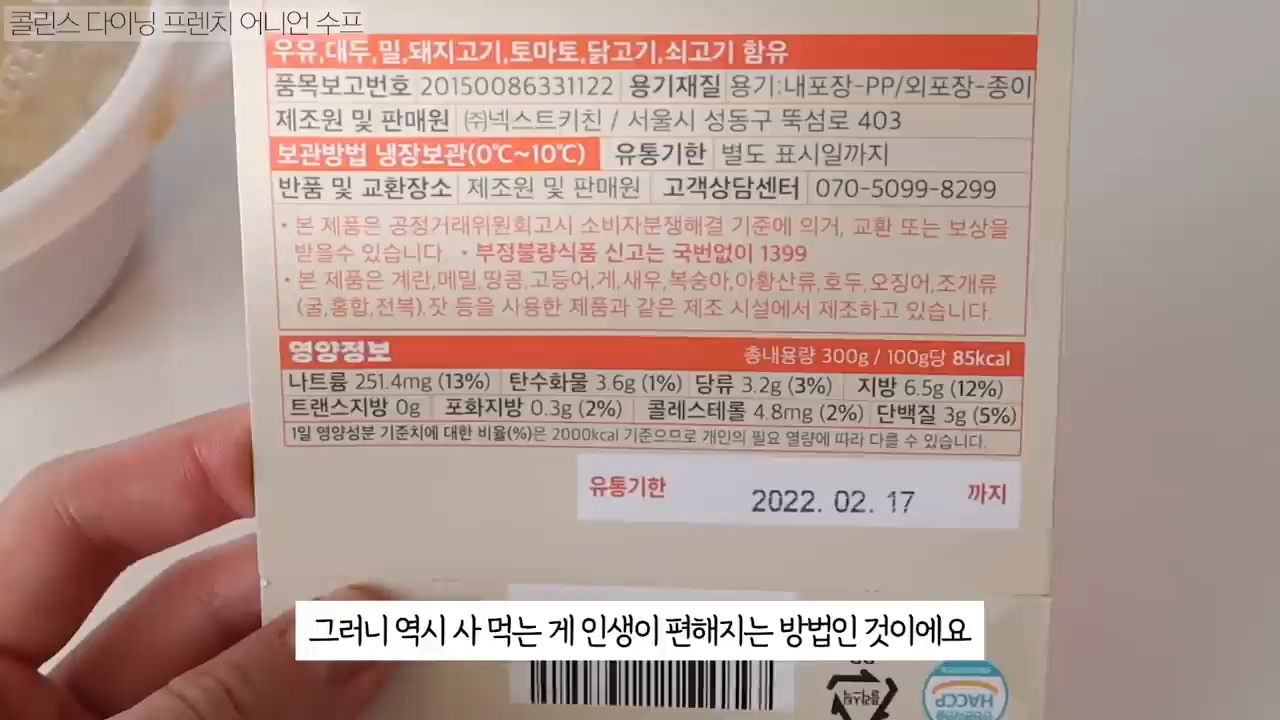 콜린스 다이닝 프렌치 어니언 수프
우유,대두,밀,돼지고기,토마토,닭고기,쇠고기 함유
품목보고번호 20150086331122 용기재질 용기:내포장-PP/외포장-종이
제조원 및 판매원 ㈜넥스트키친 / 서울시 성동구 뚝섬로 403
보관방법 냉장보관(0℃~10℃) 유통기한 별도 표시일까지
반품 및 교환장소 제조원 및 판매원 고객상담센터 070-5099-8299
• 본 제품은 공정거래위원회고시 소비자분쟁해결 기준에 의거, 교환 또는 보상을
받을수 있습니다. • 부정불량식품 신고는 국번없이 1399
• 본 제품은 계란,메밀,땅콩,고등어,게,새우,복숭아,아황산류,호두,오징어,조개류
(굴,홍합,전복),잣 등을 사용한 제품과 같은 제조 시설에서 제조하고 있습니다.
영양정보 총내용량 300g / 100g당 85kcal
나트륨 251.4mg (13%) 탄수화물 3.6g (1%) 당류 3.2g (3%) 지방 6.5g (12%)
트랜스지방 0g 포화지방 0.3g (2%) 콜레스테롤 4.8mg (2%) 단백질 3g (5%)
1일 영양성분 기준치에 대한 비율(%)은 2000kcal 기준으므로 개인의 필요 열량에 따라 다를 수 있습니다.
유통기한 2022. 02. 17 까지
그러니 역시 사 먹는 게 인생이 편해지는 방법인 것이에요
HACCP